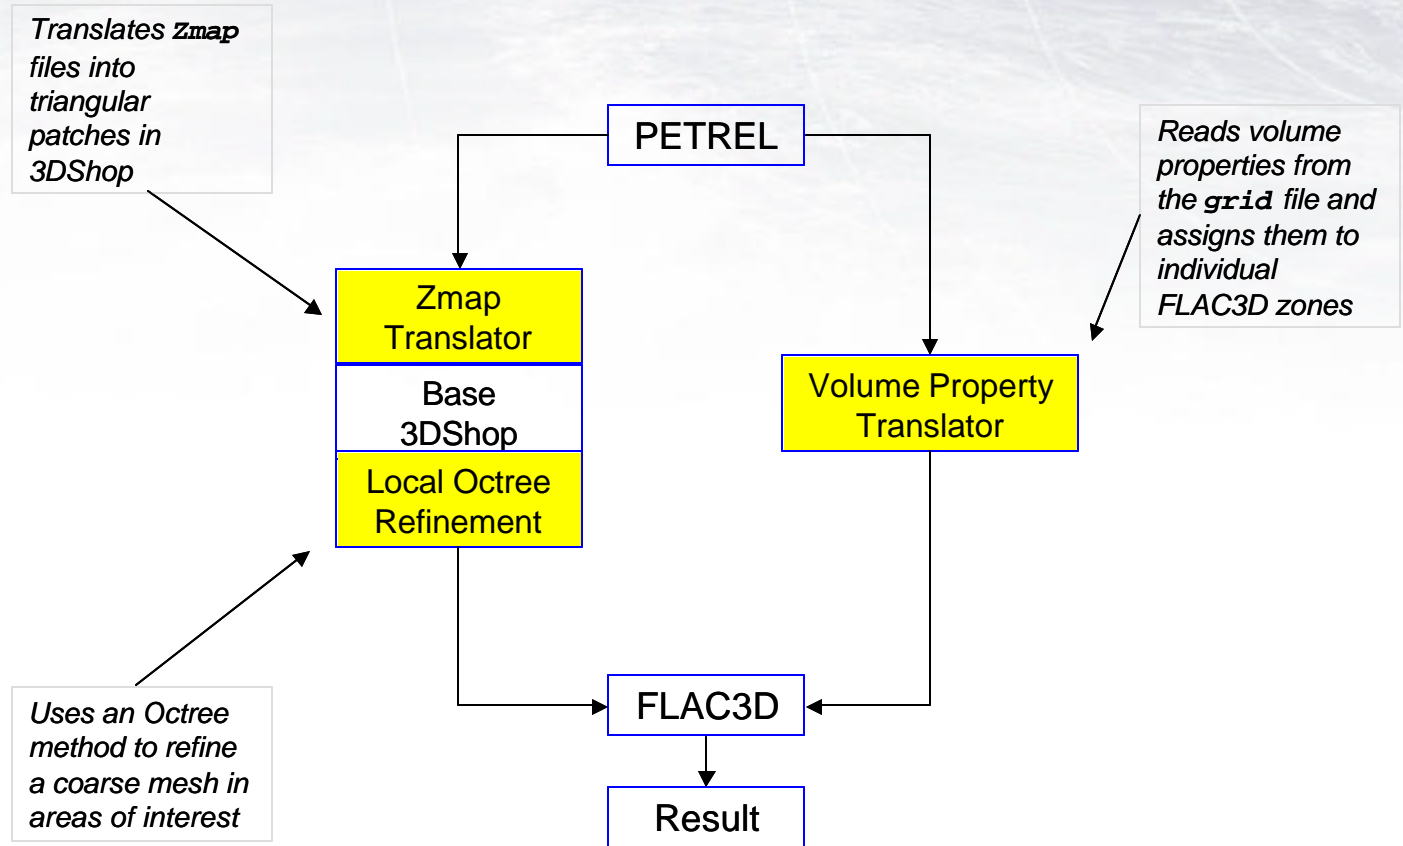 Translates Zmap
files into
triangular
patches in
3DShop
PETREL
Reads volume
properties from
the grid file and
assigns them to
individual
FLAC3D zones
Zmap
Translator
Base
3DShop
Local Octree
Refinement
Volume Property
Translator
Uses an Octree
method to refine
a coarse mesh in
areas of interest
FLAC3D
Result